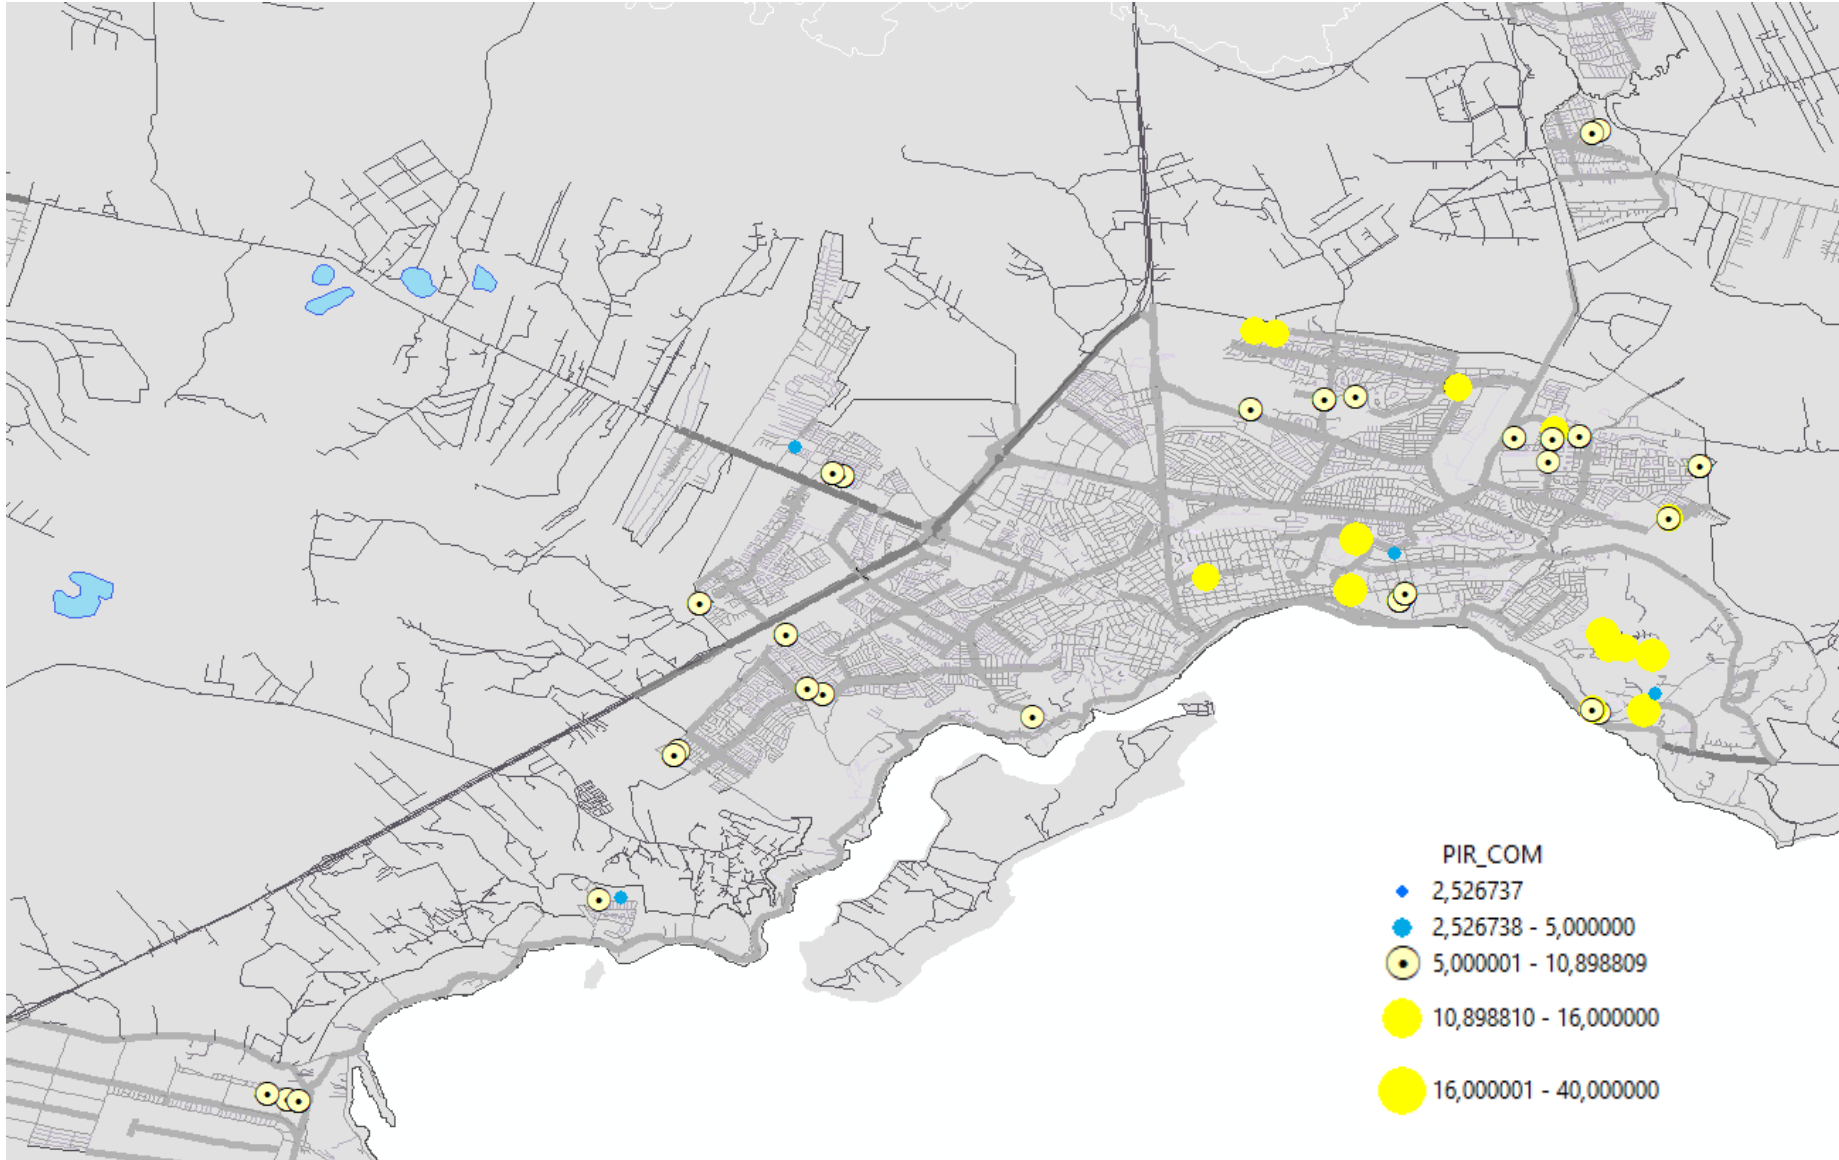 PIR_COM
2,526737
2,526738 - 5,000000
5,000001 - 10,898809
10,898810 - 16,000000
16,000001 - 40,000000